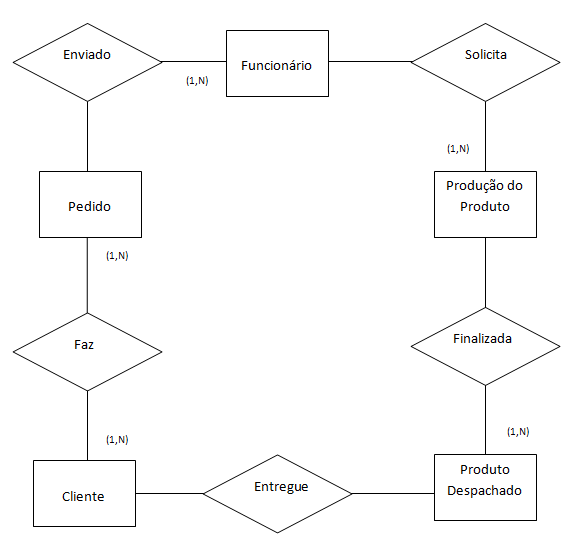 Enviado
Funcionário
Solicita
(1,N)
(1,N)
Pedido
Produção do
Produto
(1,N)
Faz
Finalizada
(1,N)
(1,N)
Cliente
Entregue
Produto
Despachado